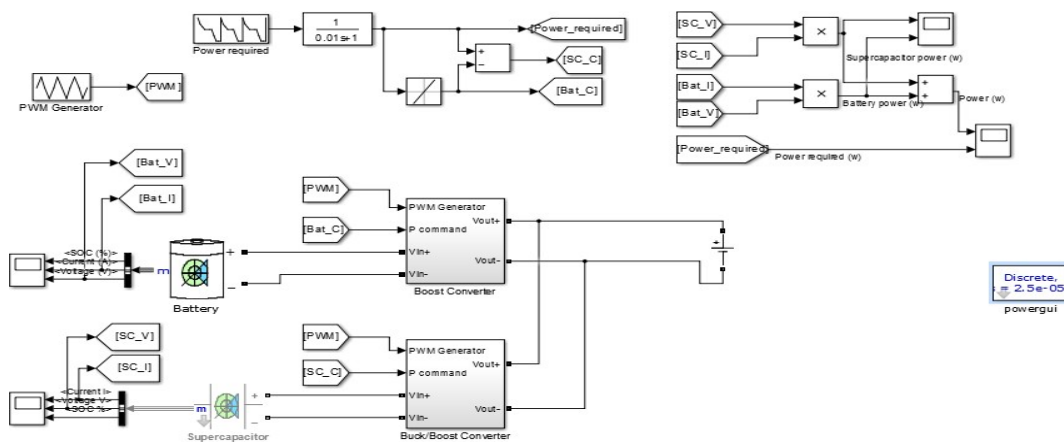 Power required
1
0.01s+1
[Power_required]
+
−
[SC_C]
[Bat_C]
PWM Generator
[PWM]
[SC_V]
[SC_I]
×
Supercapacitor power (w)
[Bat_I]
[Bat_V]
×
Battery power (w)
+
+
Power (w)
[Power_required]
Power required (w)
[Bat_V]
[Bat_I]
<SOC (%)>
<Current (A)>
<Voltage (V)>
m
+
−
Battery
[PWM]
[Bat_C]
PWM Generator
P command
Vin+
Vin-
Vout+
Vout-
Boost Converter
+
Discrete,
= 2.5e-05
powergui
[SC_V]
[SC_I]
<Current I>
<Voltage V>
<SOC %>
m
+
−
Supercapacitor
[PWM]
[SC_C]
PWM Generator
P command
Vin+
Vin-
Vout+
Vout-
Buck/Boost Converter